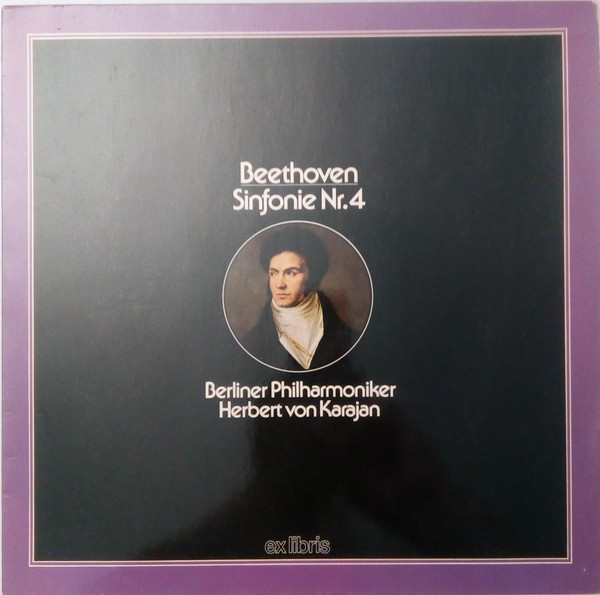 Beethoven
Sinfonie Nr.4
Berliner Philharmoniker
Herbert von Karajan
ex libris